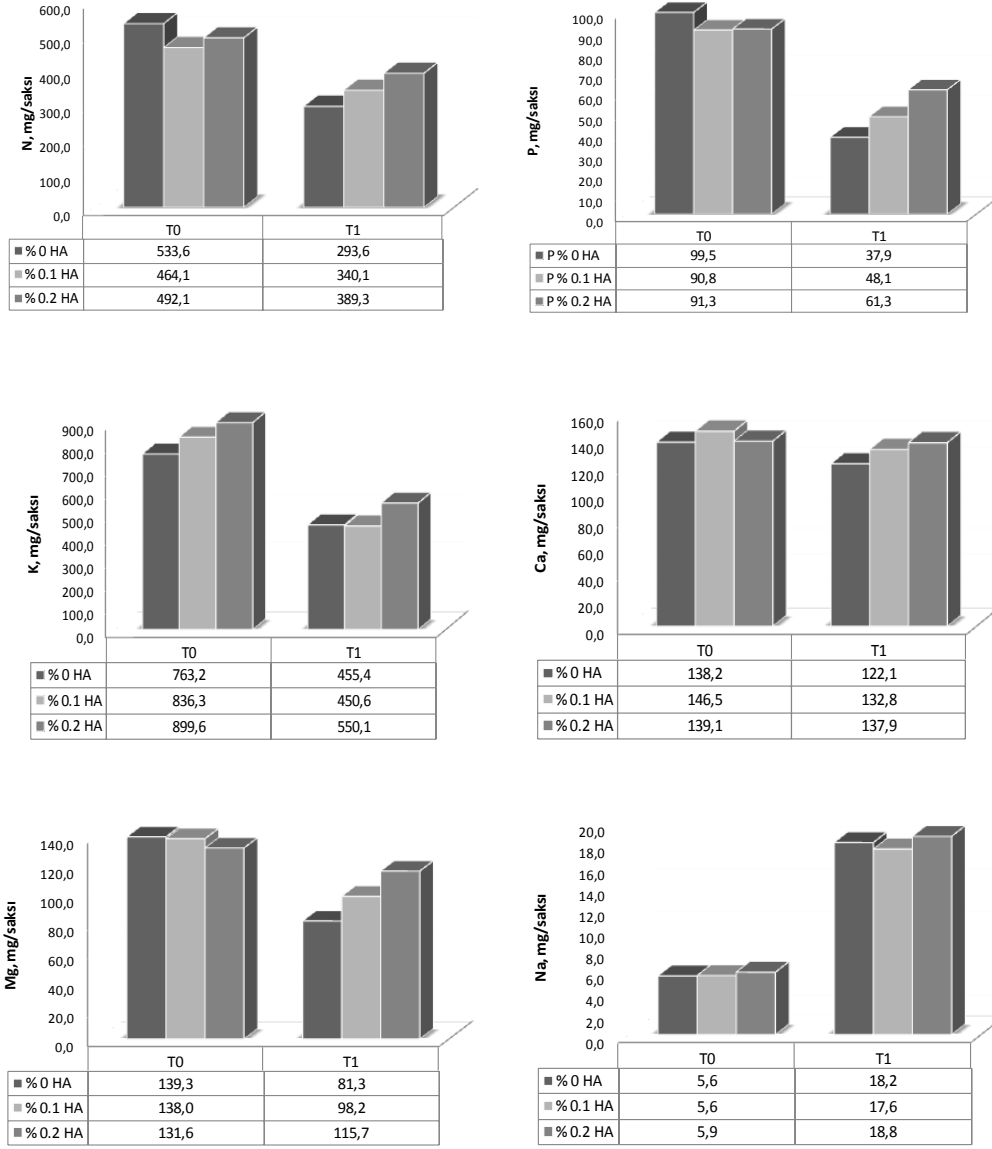 N, mg/saksı
600,0
500,0
400,0
300,0
200,0
100,0
0,0
T0 T1
% 0 HA 533,6 293,6
% 0.1 HA 464,1 340,1
% 0.2 HA 492,1 389,3
P, mg/saksı
100,0
90,0
80,0
70,0
60,0
50,0
40,0
30,0
20,0
10,0
0,0
T0 T1
P % 0 HA 99,5 37,9
P % 0.1 HA 90,8 48,1
P % 0.2 HA 91,3 61,3
K, mg/saksı
900,0
800,0
700,0
600,0
500,0
400,0
300,0
200,0
100,0
0,0
T0 T1
% 0 HA 763,2 455,4
% 0.1 HA 836,3 450,6
% 0.2 HA 899,6 550,1
Ca, mg/saksı
160,0
140,0
120,0
100,0
80,0
60,0
40,0
20,0
0,0
T0 T1
% 0 HA 138,2 122,1
% 0.1 HA 146,5 132,8
% 0.2 HA 139,1 137,9
Mg, mg/saksı
140,0
120,0
100,0
80,0
60,0
40,0
20,0
0,0
T0 T1
% 0 HA 139,3 81,3
% 0.1 HA 138,0 98,2
% 0.2 HA 131,6 115,7
Na, mg/saksı
20,0
18,0
16,0
14,0
12,0
10,0
8,0
6,0
4,0
2,0
0,0
T0 T1
% 0 HA 5,6 18,2
% 0.1 HA 5,6 17,6
% 0.2 HA 5,9 18,8